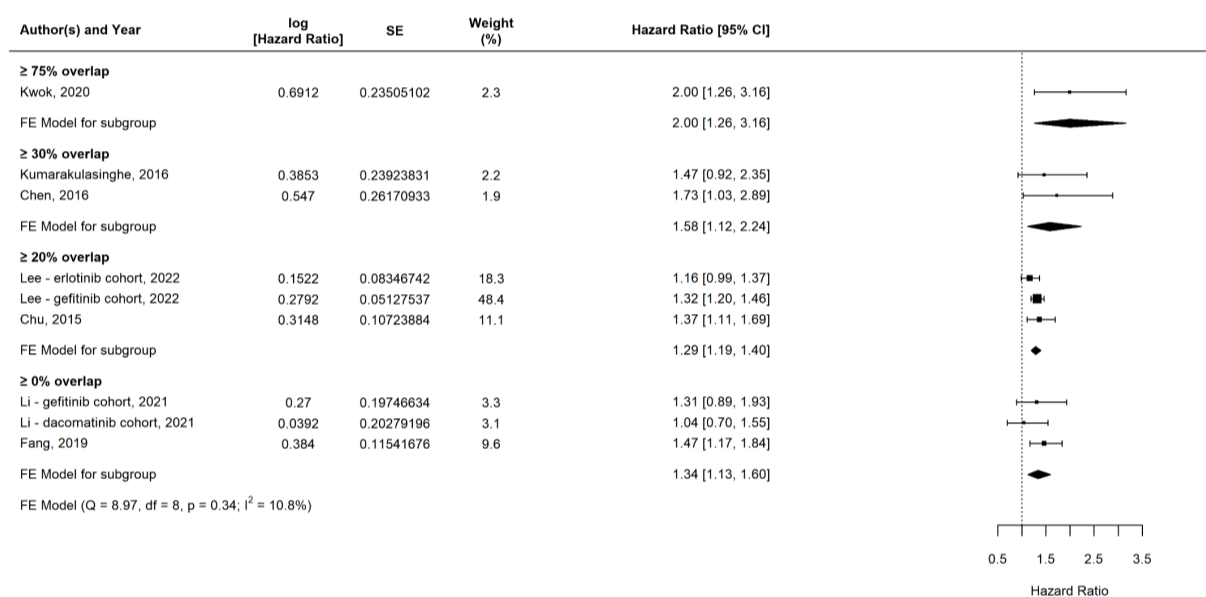 Author(s) and Year log [Hazard Ratio] SE Weight (%) Hazard Ratio [95% CI]
≥ 75% overlap
Kwok, 2020 0.6912 0.23505102 2.3 2.00 [1.26, 3.16]
FE Model for subgroup 2.00 [1.26, 3.16]
≥ 30% overlap
Kumarakulasinghe, 2016 0.3853 0.23923831 2.2 1.47 [0.92, 2.35]
Chen, 2016 0.547 0.26170933 1.9 1.73 [1.03, 2.89]
FE Model for subgroup 1.58 [1.12, 2.24]
≥ 20% overlap
Lee - erlotinib cohort, 2022 0.1522 0.08346742 18.3 1.16 [0.99, 1.37]
Lee - gefitinib cohort, 2022 0.2792 0.05127537 48.4 1.32 [1.20, 1.46]
Chu, 2015 0.3148 0.10723884 11.1 1.37 [1.11, 1.69]
FE Model for subgroup 1.29 [1.19, 1.40]
≥ 0% overlap
Li - gefitinib cohort, 2021 0.27 0.19746634 3.3 1.31 [0.89, 1.93]
Li - dacomatinib cohort, 2021 0.0392 0.20279196 3.1 1.04 [0.70, 1.55]
Fang, 2019 0.384 0.11541676 9.6 1.47 [1.17, 1.84]
FE Model for subgroup 1.34 [1.13, 1.60]
FE Model (Q = 8.97, df = 8, p = 0.34; I² = 10.8%)
0.5 1.5 2.5 3.5
Hazard Ratio